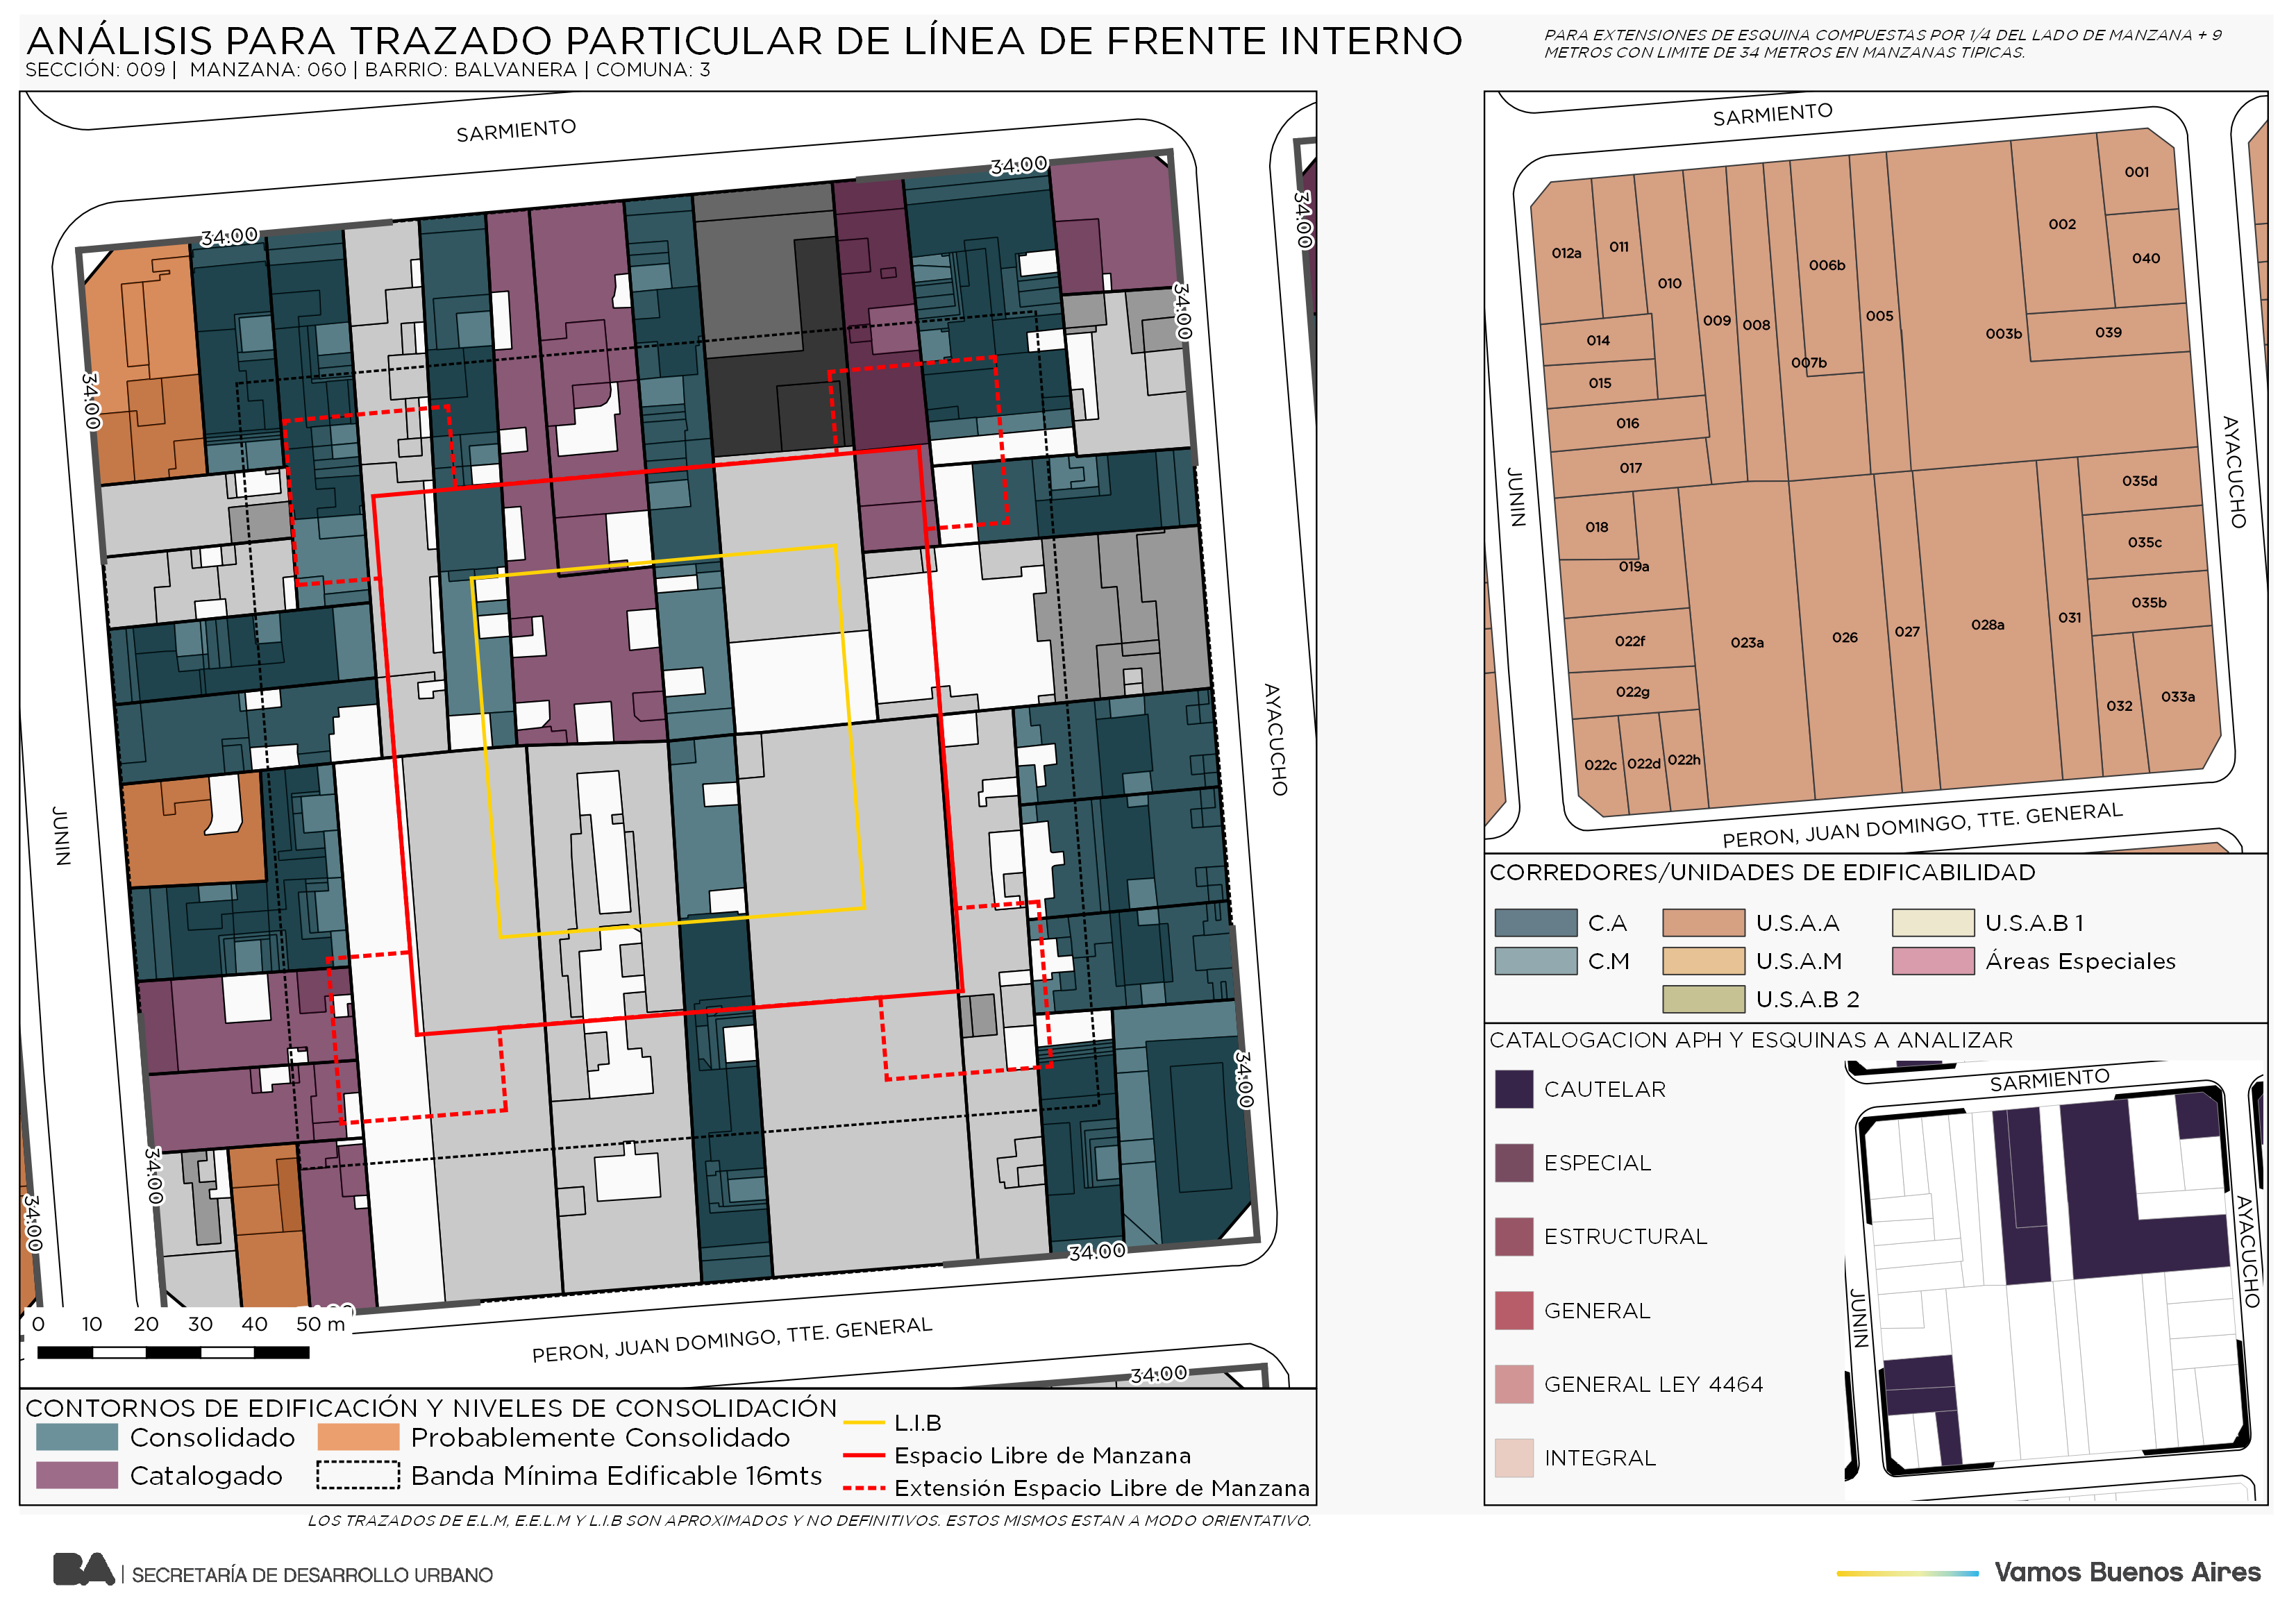 ANÁLISIS PARA TRAZADO PARTICULAR DE LÍNEA DE FRENTE INTERNO
SECCIÓN: 009 | MANZANA: 060 | BARRIO: BALVANERA | COMUNA: 3
PARA EXTENSIONES DE ESQUINA COMPUESTAS POR 1/4 DEL LADO DE MANZANA + 9
METROS CON LIMITE DE 34 METROS EN MANZANAS TIPICAS.
SARMIENTO
34.00
34.00
34.00
34.00
34.00
AYACUCHO
JUNIN
34.00
34.00
34.00
34.00
34.00
PERON, JUAN DOMINGO, TTE. GENERAL
0 10 20 30 40 50 m
CONTORNOS DE EDIFICACIÓN Y NIVELES DE CONSOLIDACIÓN
Consolidado
Probablemente Consolidado
Catalogado
Banda Mínima Edificable 16mts
L.I.B
Espacio Libre de Manzana
Extensión Espacio Libre de Manzana
SARMIENTO
001
002
040
012a
011
010
006b
009
008
005
003b
039
014
007b
015
016
017
035d
018
035c
019a
035b
022f
023a
026
027
028a
031
022g
032
033a
022c
022d
022h
JUNIN
AYACUCHO
PERON, JUAN DOMINGO, TTE. GENERAL
CORREDORES/UNIDADES DE EDIFICABILIDAD
C.A
U.S.A.A
U.S.A.B 1
C.M
U.S.A.M
Áreas Especiales
U.S.A.B 2
CATALOGACION APH Y ESQUINAS A ANALIZAR
CAUTELAR
ESPECIAL
ESTRUCTURAL
GENERAL
GENERAL LEY 4464
INTEGRAL
SARMIENTO
AYACUCHO
JUNIN
LOS TRAZADOS DE E.L.M, E.E.L.M Y L.I.B SON APROXIMADOS Y NO DEFINITIVOS. ESTOS MISMOS ESTAN A MODO ORIENTATIVO.
BA | SECRETARÍA DE DESARROLLO URBANO
Vamos Buenos Aires